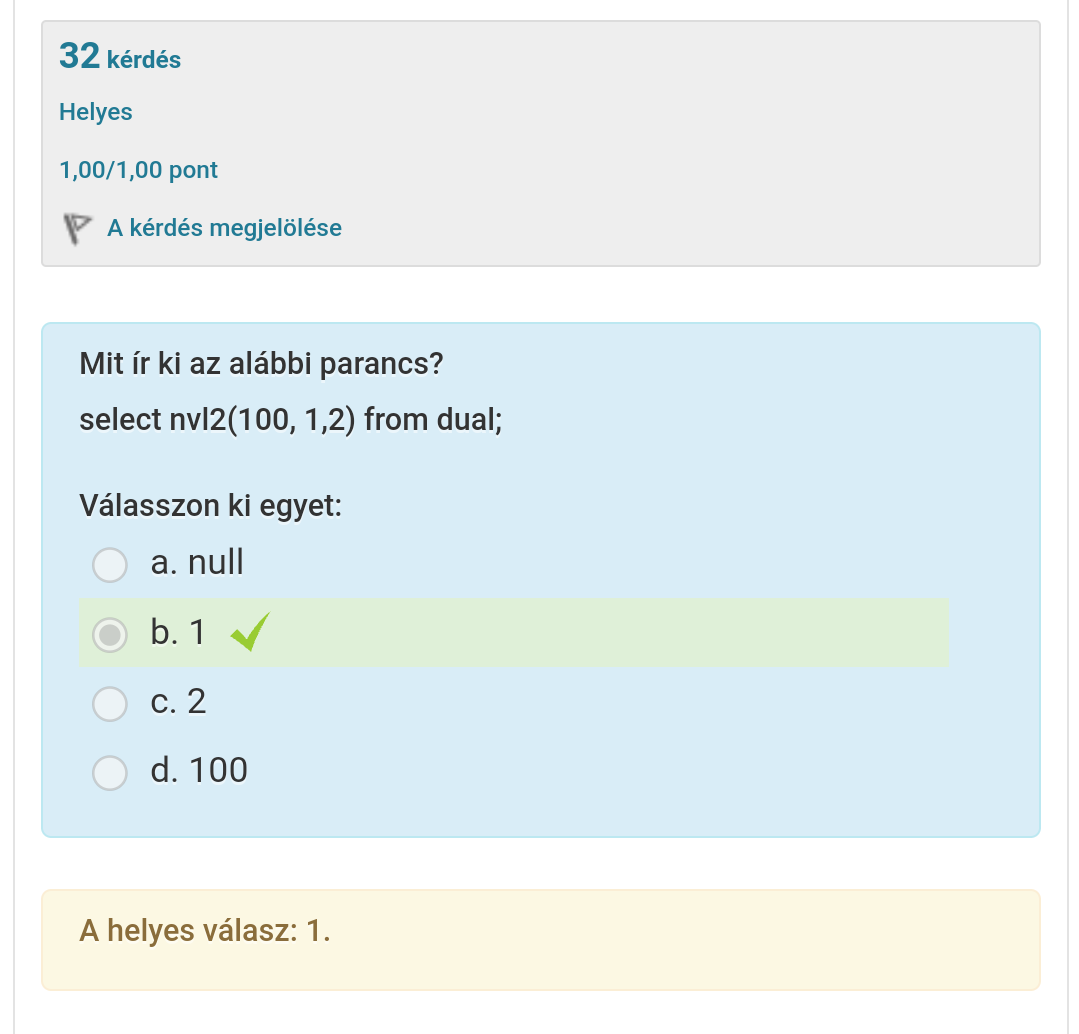 32 kérdés
Helyes
1,00/1,00 pont
A kérdés megjelölése
Mit ír ki az alábbi parancs?
select nvl2(100, 1,2) from dual;
Válasszon ki egyet:
a. null
b. 1
c. 2
d. 100
A helyes válasz: 1.